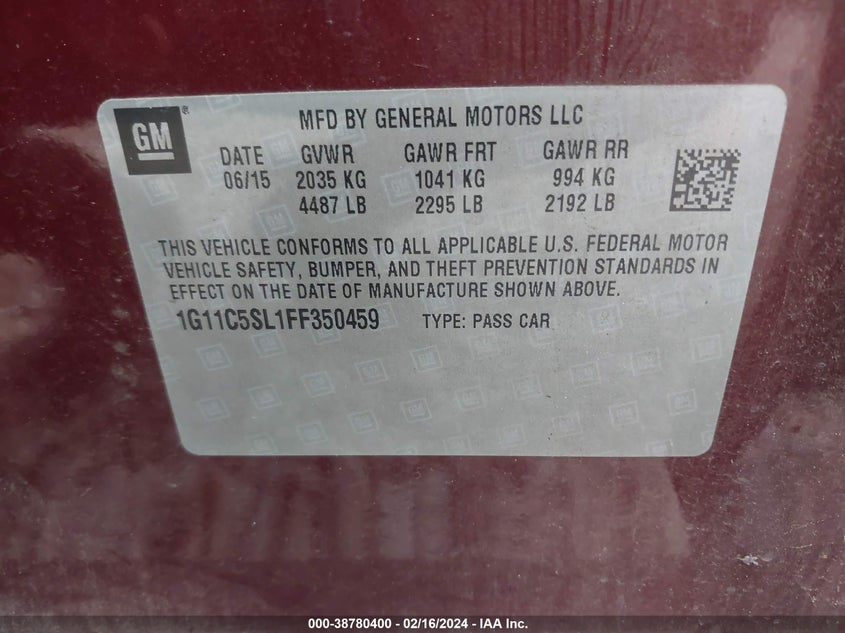 GM
MFD BY GENERAL MOTORS LLC
DATE GVWR GAWR FRT GAWR RR
06/15 2035 KG 1041 KG 994 KG
4487 LB 2295 LB 2192 LB
THIS VEHICLE CONFORMS TO ALL APPLICABLE U.S. FEDERAL MOTOR
VEHICLE SAFETY, BUMPER, AND THEFT PREVENTION STANDARDS IN
EFFECT ON THE DATE OF MANUFACTURE SHOWN ABOVE.
1G11C5SL1FF350459 TYPE: PASS CAR
000-38780400 - 02/16/2024 - IAA Inc.